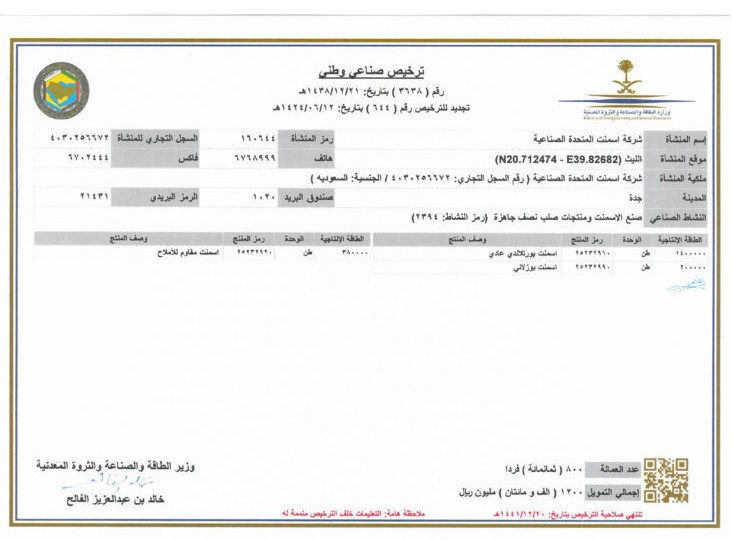 ترخيص صناعي وطني
رقم ( ٣٦٣٨ ) بتاريخ: ١٤٣٨/١٢/٢١هـ
تجديد للترخيص رقم ( ٦٤٤ ) بتاريخ: ١٤٢٤/٠٦/١٢هـ
وزارة الطاقة والصناعة والثروة المعدنية
Ministry of Energy, Industry and Mineral Resources
إسم المنشأة شركة اسمنت المتحدة الصناعية رمز المنشأة ١٦٠٦٤٤ السجل التجاري للمنشأة ٤٠٣٠٢٥٦٦٧٢
موقع المنشأة الليث (N20.712474 - E39.82682) هاتف ٦٧٦٨٩٩٩ فاكس ٦٧٠٢٤٤٤
ملكية المنشأة شركة اسمنت المتحدة الصناعية ( رقم السجل التجاري: ٤٠٣٠٢٥٦٦٧٢ / الجنسية: السعوديه )
المدينة جدة صندوق البريد ١٠٢٠ الرمز البريدي ٢١٤٣١
النشاط الصناعي صنع الاسمنت ومنتجات صلب نصف جاهزة (رمز النشاط: ٢٣٩٤)
الطاقة الإنتاجية الوحدة رمز المنتج وصف المنتج الطاقة الإنتاجية الوحدة رمز المنتج وصف المنتج
١٤٠٠٠٠٠ طن ٢٥٢٣٢٩١٠ اسمنت بورتلاندي عادي ٣٨٠٠٠٠ طن ٢٥٢٣٢٩٢٠ اسمنت مقاوم للأملاح
٢٠٠٠٠٠ طن ٢٥٢٣٢٩٩٠ اسمنت بوزلاني
عدد العمالة ٨٠٠ ( ثمانمائة ) فردا
إجمالي التمويل ١٢٠٠ ( الف و مائتان ) مليون ريال
تنتهي صلاحية الترخيص بتاريخ: ١٤٤١/١٢/٢٠هـ
ملاحظة هامة: التعليمات خلف الترخيص متممة له
وزير الطاقة والصناعة والثروة المعدنية
خالد بن عبدالعزيز الفالح